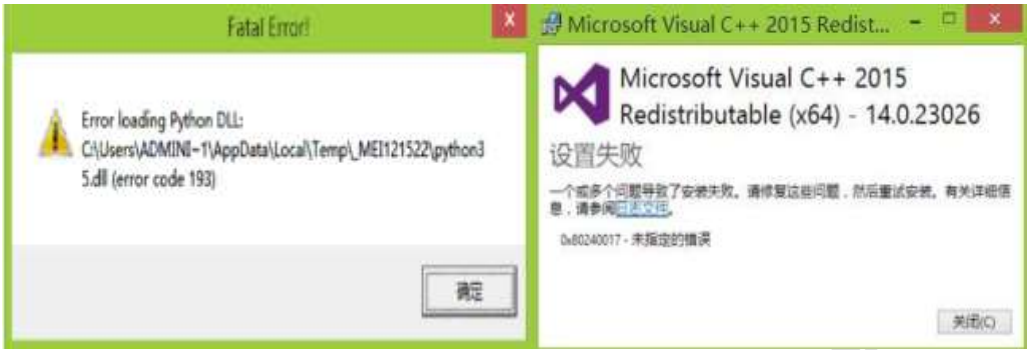 Fatal Error!
Error loading Python DLL:
C:\Users\ADMINI~1\AppData\Local\Temp\_MEI121522\python3
5.dll (error code 193)
确定
Microsoft Visual C++ 2015 Redist...
Microsoft Visual C++ 2015
Redistributable (x64) - 14.0.23026
设置失败
一个或多个问题导致了安装失败。请修复这些问题，然后重试安装。有关详细信
息，请参阅日志文件。
0x80240017 - 未指定的错误
关闭(C)